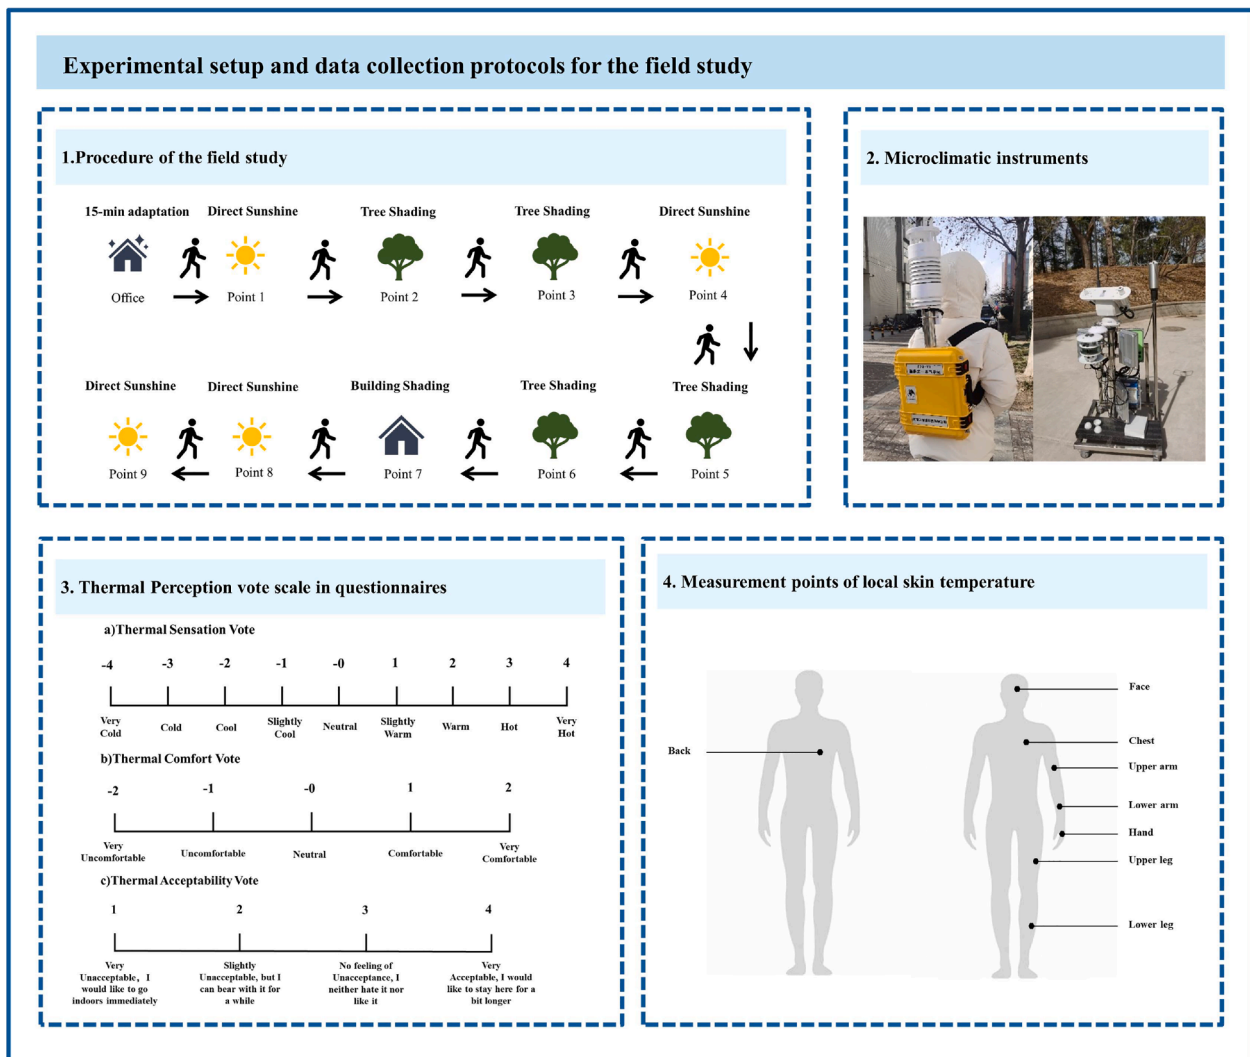 Experimental setup and data collection protocols for the field study
1.Procedure of the field study
15-min adaptation
Direct Sunshine
Tree Shading
Tree Shading
Direct Sunshine
Office
Point 1
Point 2
Point 3
Point 4
Direct Sunshine
Direct Sunshine
Building Shading
Tree Shading
Tree Shading
Point 9
Point 8
Point 7
Point 6
Point 5
2. Microclimatic instruments
3. Thermal Perception vote scale in questionnaires
a)Thermal Sensation Vote
-4 -3 -2 -1 -0 1 2 3 4
Very
Cold
Cold
Cool
Slightly
Cool
Neutral
Slightly
Warm
Warm
Hot
Very
Hot
b)Thermal Comfort Vote
-2 -1 -0 1 2
Very
Uncomfortable
Uncomfortable
Neutral
Comfortable
Very
Comfortable
c)Thermal Acceptability Vote
1 2 3 4
Very
Unacceptable, I
would like to go
indoors immediately
Slightly
Unacceptable, but I
can bear with it for
a while
No feeling of
Unacceptance, I
neither hate it nor
like it
Very
Acceptable, I would
like to stay here for a
bit longer
4. Measurement points of local skin temperature
Back
Face
Chest
Upper arm
Lower arm
Hand
Upper leg
Lower leg